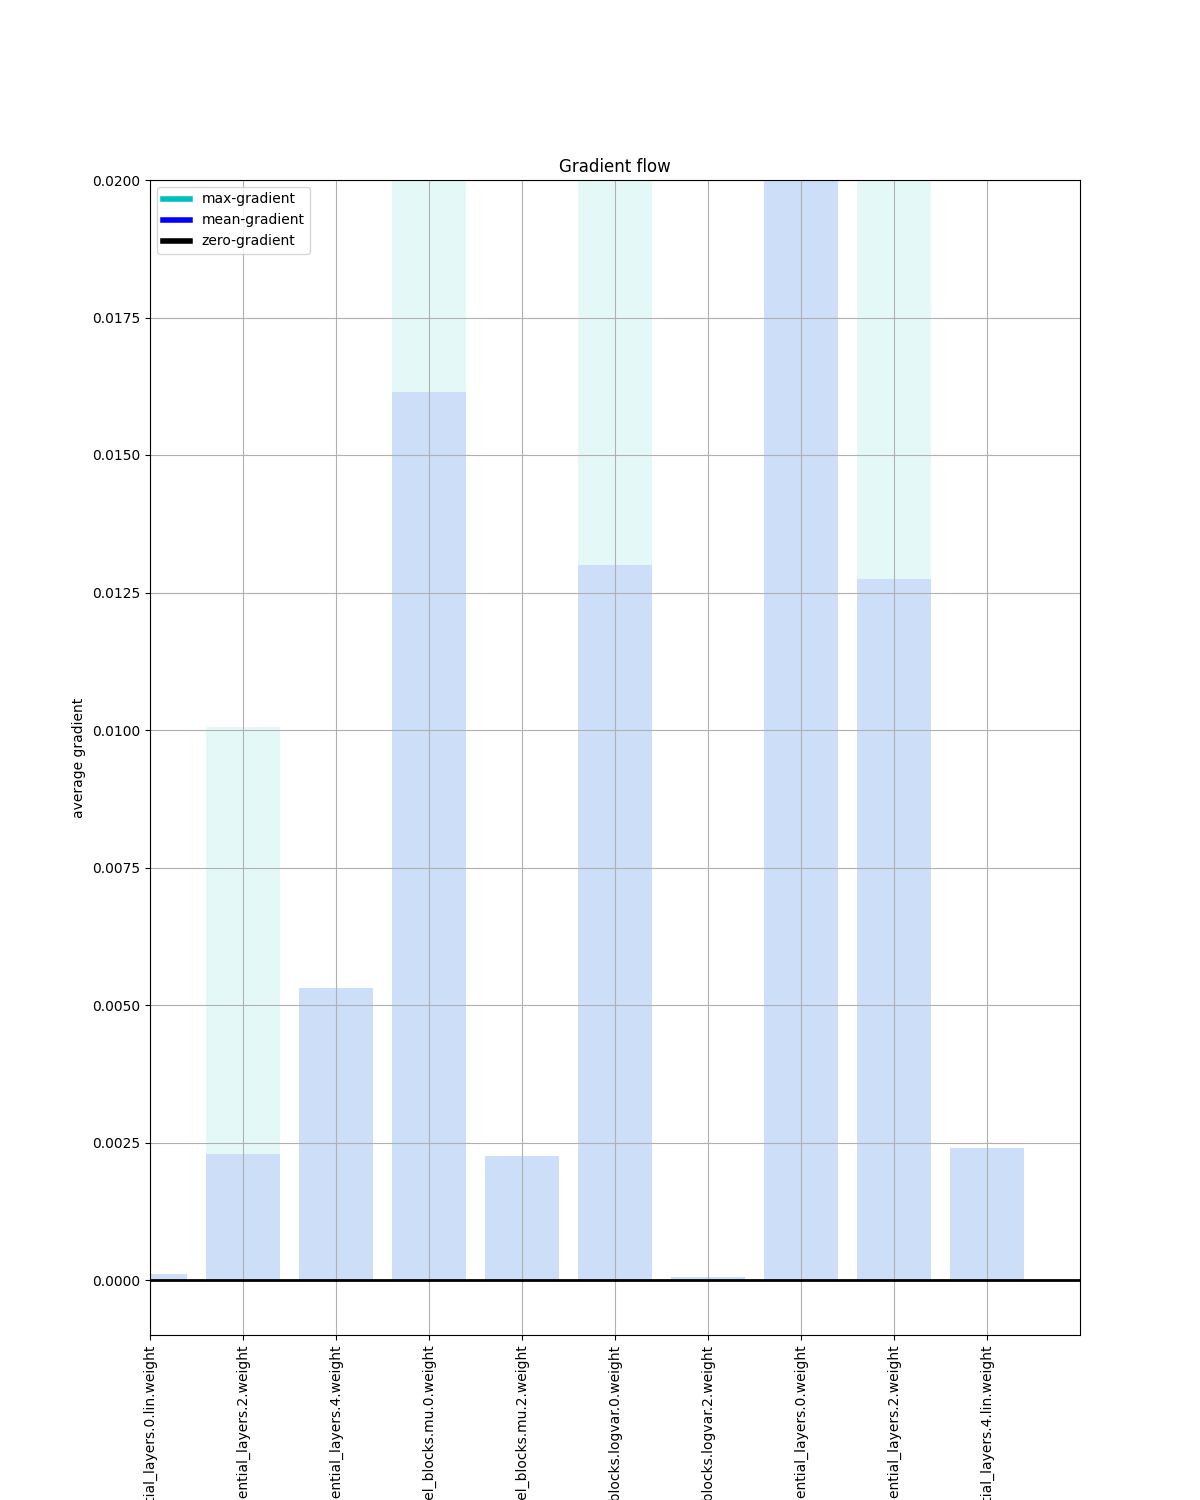 Gradient flow
max-gradient
mean-gradient
zero-gradient
0.0200
0.0175
0.0150
0.0125
0.0100
0.0075
0.0050
0.0025
0.0000
average gradient
tial_layers.0.lin.weight
ential_layers.2.weight
ential_layers.4.weight
el_blocks.mu.0.weight
el_blocks.mu.2.weight
blocks.logvar.0.weight
blocks.logvar.2.weight
ential_layers.0.weight
ential_layers.2.weight
tial_layers.4.lin.weight